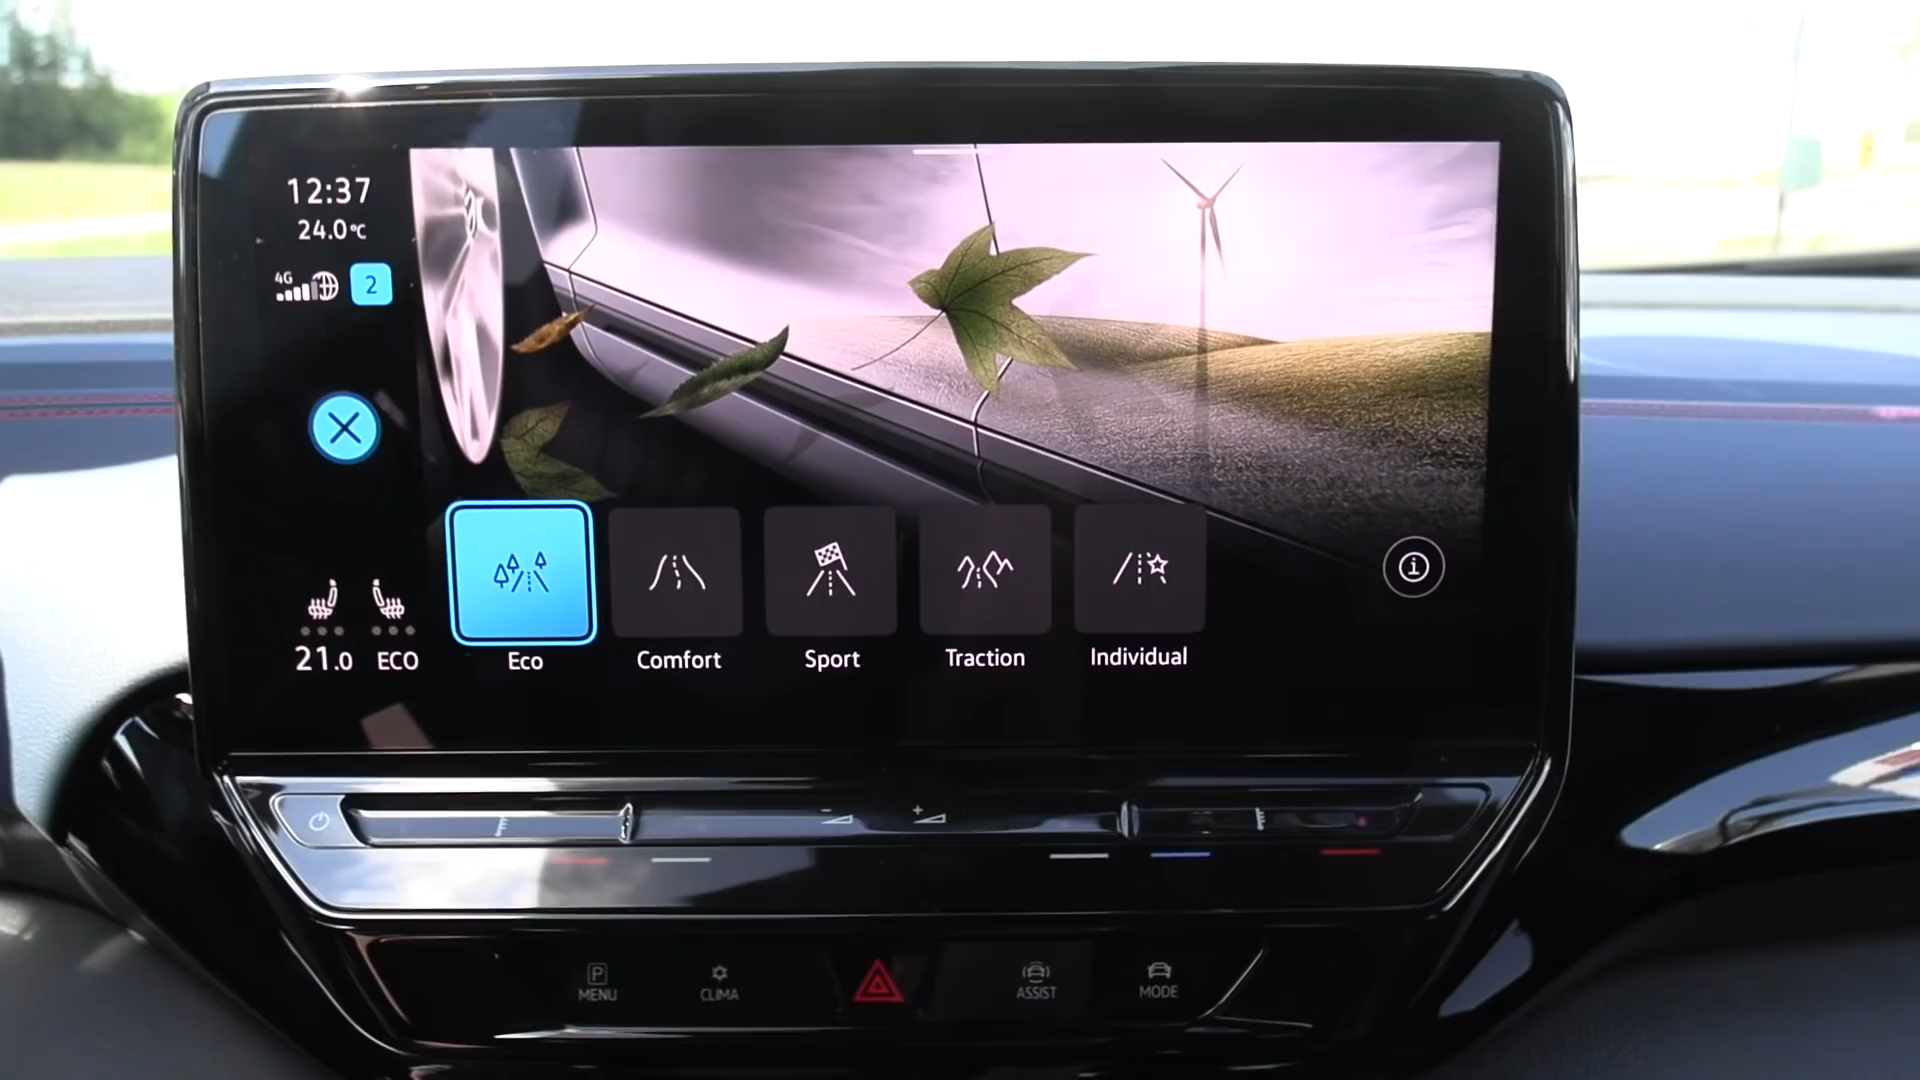 12:37
24.0°C
4G
2
21.0 ECO
Eco Comfort Sport Traction Individual
i
- +
P
MENU CLIMA ASSIST MODE